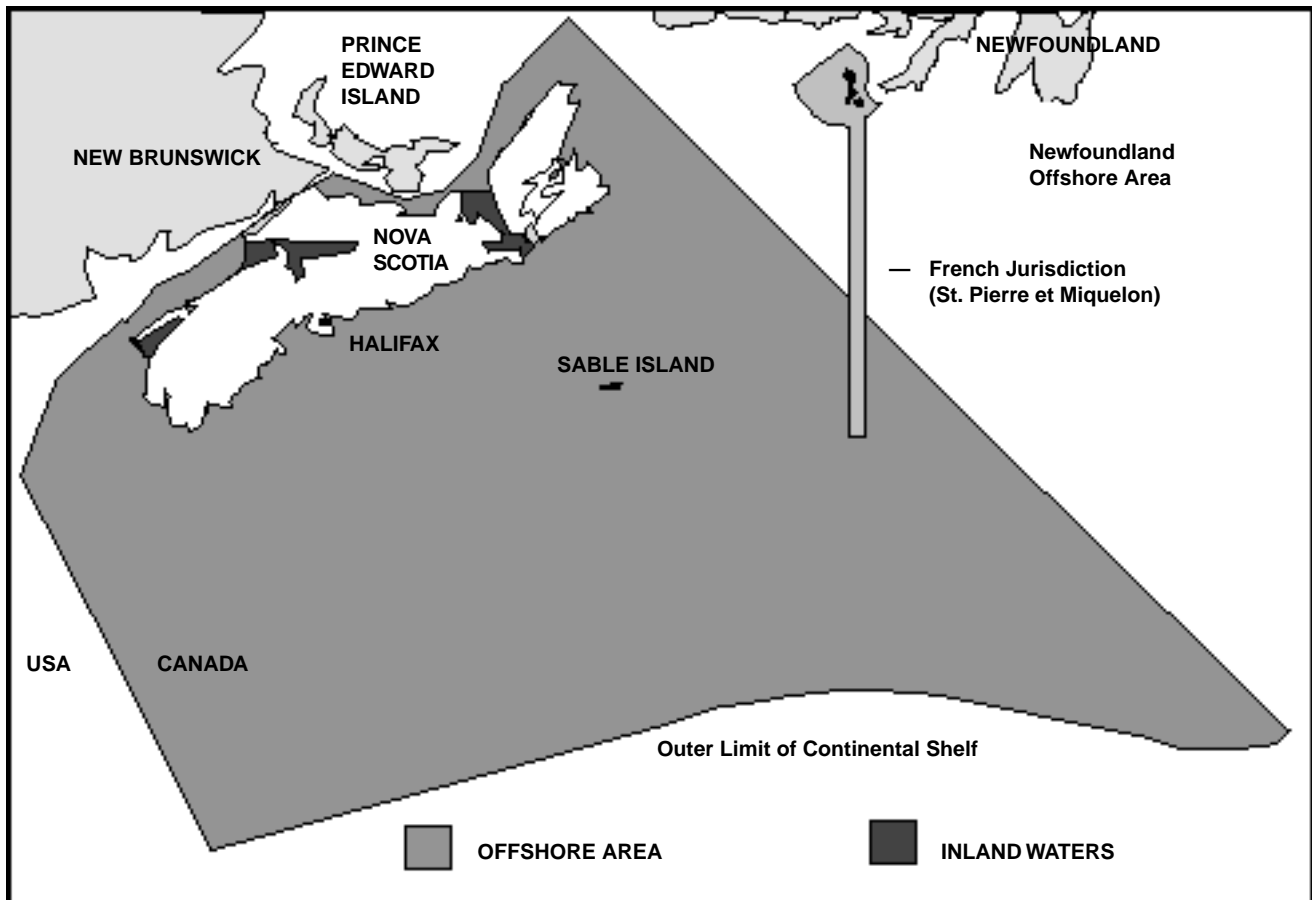 PRINCE
EDWARD
ISLAND
NEWFOUNDLAND
NEW BRUNSWICK
Newfoundland
Offshore Area
NOVA
SCOTIA
— French Jurisdiction
(St. Pierre et Miquelon)
HALIFAX
SABLE ISLAND
USA
CANADA
Outer Limit of Continental Shelf
OFFSHORE AREA
INLAND WATERS